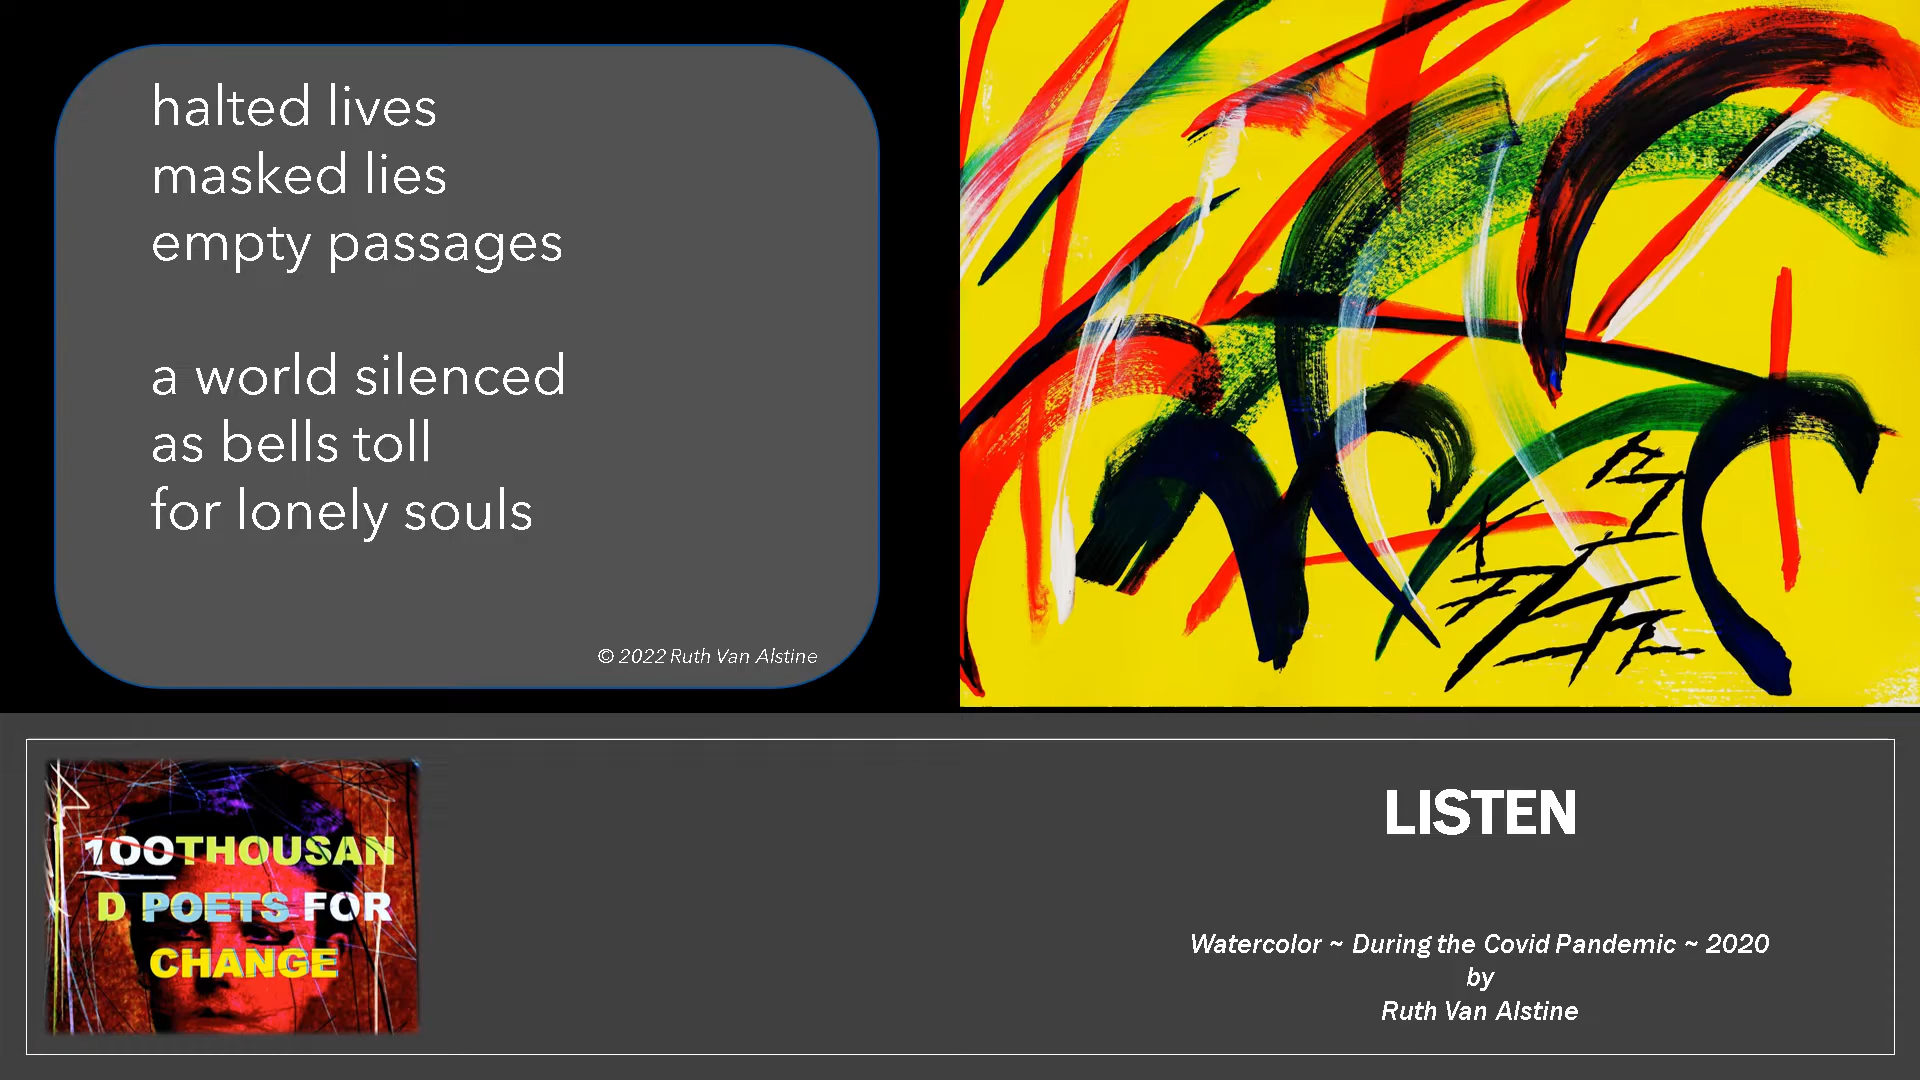 halted lives
masked lies
empty passages
a world silenced
as bells toll
for lonely souls
© 2022 Ruth Van Alstine
100THOUSAN
D POETS FOR
CHANGE
LISTEN
Watercolor ~ During the Covid Pandemic ~ 2020
by
Ruth Van Alstine